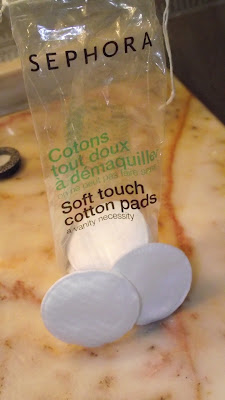 SEPHORA
Cotons
tout doux
à démaquiller
Soft touch
cotton pads
a vanity necessity